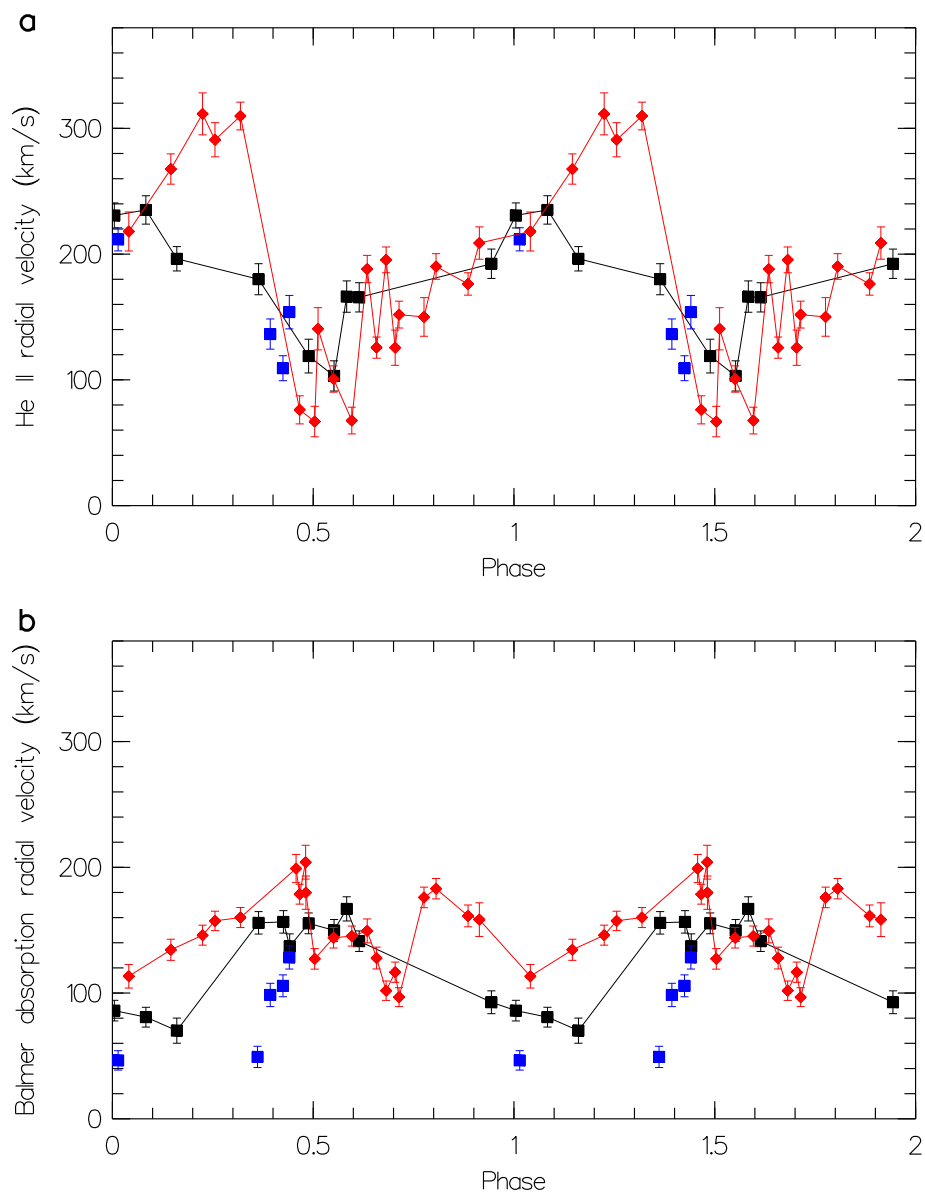 a
300
200
100
0
He II radial velocity (km/s)
0 0.5 1 1.5 2
Phase
b
300
200
100
0
Balmer absorption radial velocity (km/s)
0 0.5 1 1.5 2
Phase